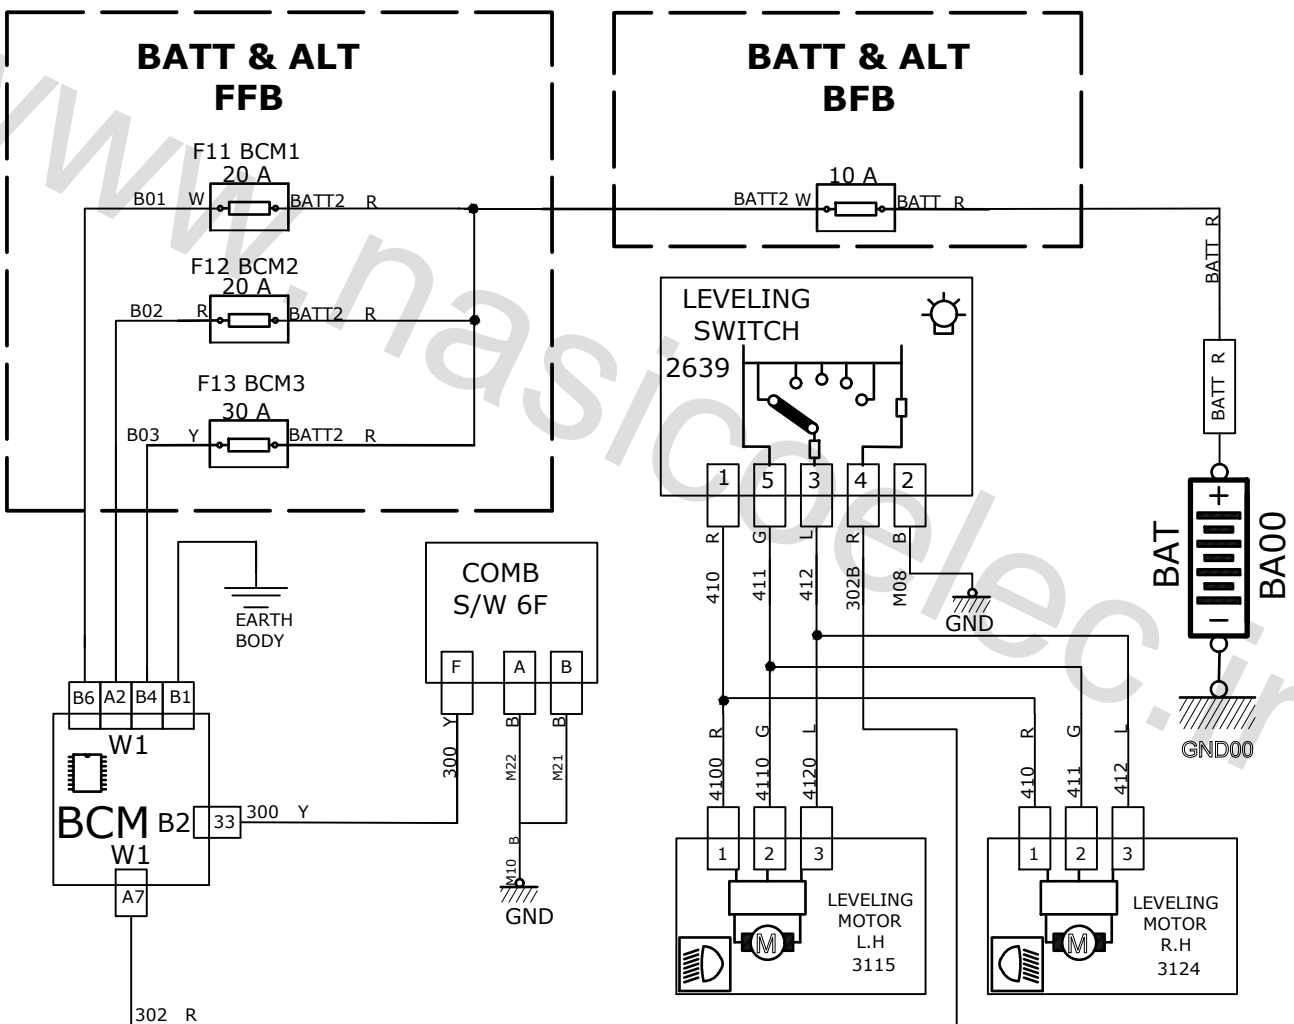 BATT & ALT
FFB
BATT & ALT
BFB
F11 BCM1
20 A
B01 W
BATT2 R
10 A
BATT2 W
BATT R
F12 BCM2
20 A
B02 R
BATT2 R
F13 BCM3
30 A
B03 Y
BATT2 R
BATT R
BATT R
BAT
BA00
+
−
GND00
LEVELING
SWITCH
2639
1
5
3
4
2
R
G
L
R
B
410
411
412
302B
M08
GND
EARTH
BODY
COMB
S/W 6F
F
A
B
Y
B
B
300
M22
M21
B
M10
GND
B6
A2
B4
B1
W1
BCM
B2
33
300 Y
W1
A7
302 R
R
G
L
4100
4110
4120
R
G
L
410
411
412
1
2
3
M
LEVELING
MOTOR
L.H
3115
1
2
3
M
LEVELING
MOTOR
R.H
3124
www.nasicoelec.ir